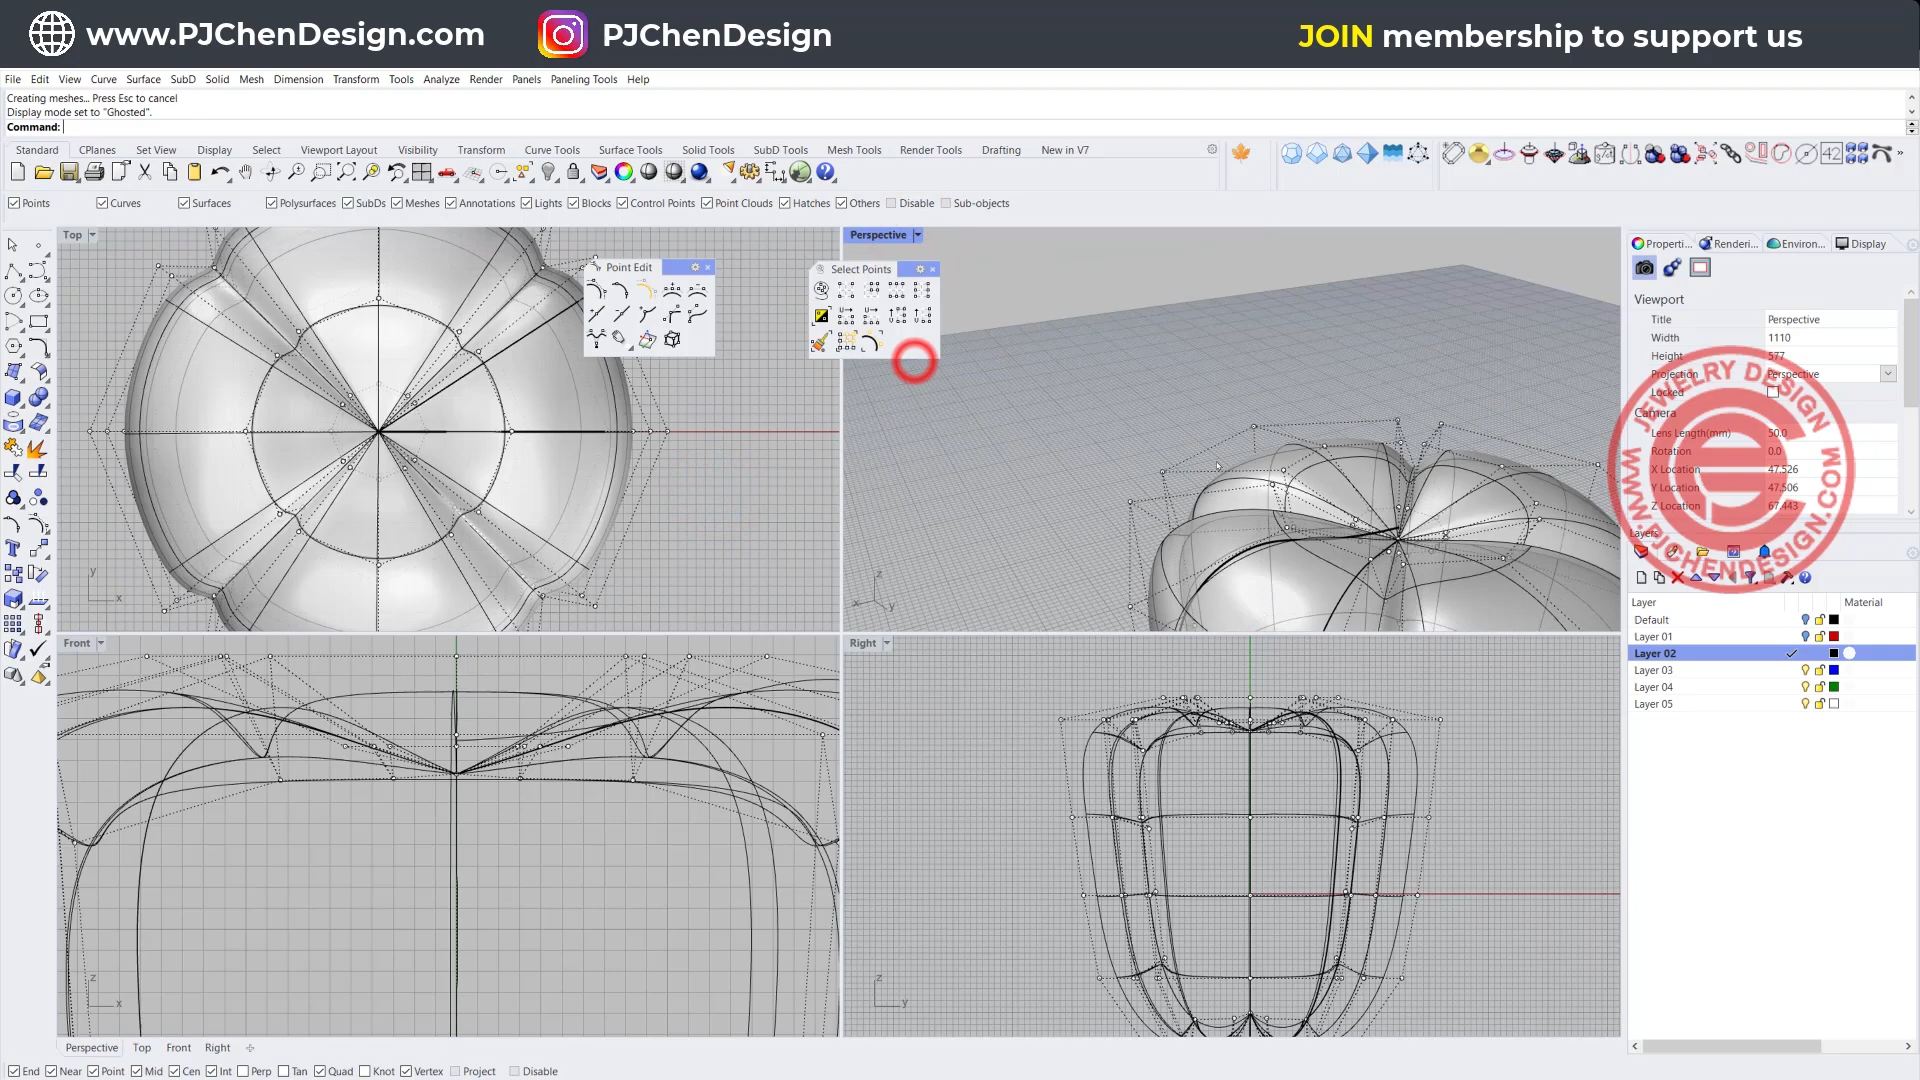 www.PJChenDesign.com
PJChenDesign
JOIN membership to support us
File Edit View Curve Surface SubD Solid Mesh Dimension Transform Tools Analyze Render Panels Paneling Tools Help
Creating meshes... Press Esc to cancel
Display mode set to "Ghosted".
Command:
Standard CPlanes Set View Display Select Viewport Layout Visibility Transform Curve Tools Surface Tools Solid Tools SubD Tools Mesh Tools Render Tools Drafting New in V7
42
Points Curves Surfaces Polysurfaces SubDs Meshes Annotations Lights Blocks Control Points Point Clouds Hatches Others Disable Sub-objects
Top
Perspective
Point Edit
Select Points
Front
Right
y
x
z
x
y
z
x
z
y
Properti... Renderi... Environ... Display
Viewport
Title Perspective
Width 1110
Height 577
Projection Perspective
Locked
Camera
Lens Length(mm) 50.0
Rotation 0.0
X Location 47.526
Y Location 47.506
Z Location 67.443
JEWELRY DESIGN
WWW.PJCHENDESIGN.COM
Layers
Layer Material
Default
Layer 01
Layer 02
Layer 03
Layer 04
Layer 05
Perspective Top Front Right
End Near Point Mid Cen Int Perp Tan Quad Knot Vertex Project Disable